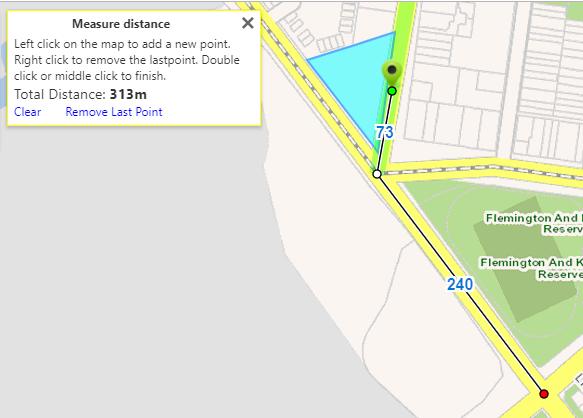 Measure distance
Left click on the map to add a new point.
Right click to remove the lastpoint. Double
click or middle click to finish.
Total Distance: 313m
Clear Remove Last Point
73
Flemington And
Reserv
Flemington And K
Reserve
240